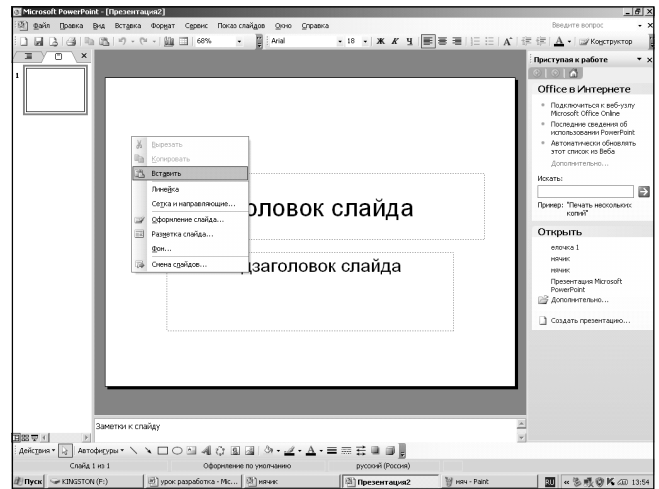 Microsoft PowerPoint - [Презентация2]
Файл Правка Вид Вставка Формат Сервис Показ слайдов Окно Справка
Введите вопрос
68%
Arial
18
Ж К Ч
Конструктор
1
Приступая к работе
Office в Интернете
Подключиться к веб-узлу
Microsoft Office Online
Последние сведения об
использовании PowerPoint
Автоматически обновлять
этот список из Веба
Дополнительно...
Искать:
Пример: "Печать нескольких
копий"
Открыть
елочка 1
мячик
мячик
Презентация Microsoft
PowerPoint
Дополнительно...
Создать презентацию...
Вырезать
Копировать
Вставить
Линейка
Сетка и направляющие...
Оформление слайда...
Разметка слайда...
Фон...
Смена слайдов...
оловок слайда
дзаголовок слайда
Заметки к слайду
Действия Автофигуры
Слайд 1 из 1
Оформление по умолчанию
русский (Россия)
Пуск
KINGSTON (F:)
урок разработка - Mic...
мячик
Презентация2
мяч - Paint
RU
13:54